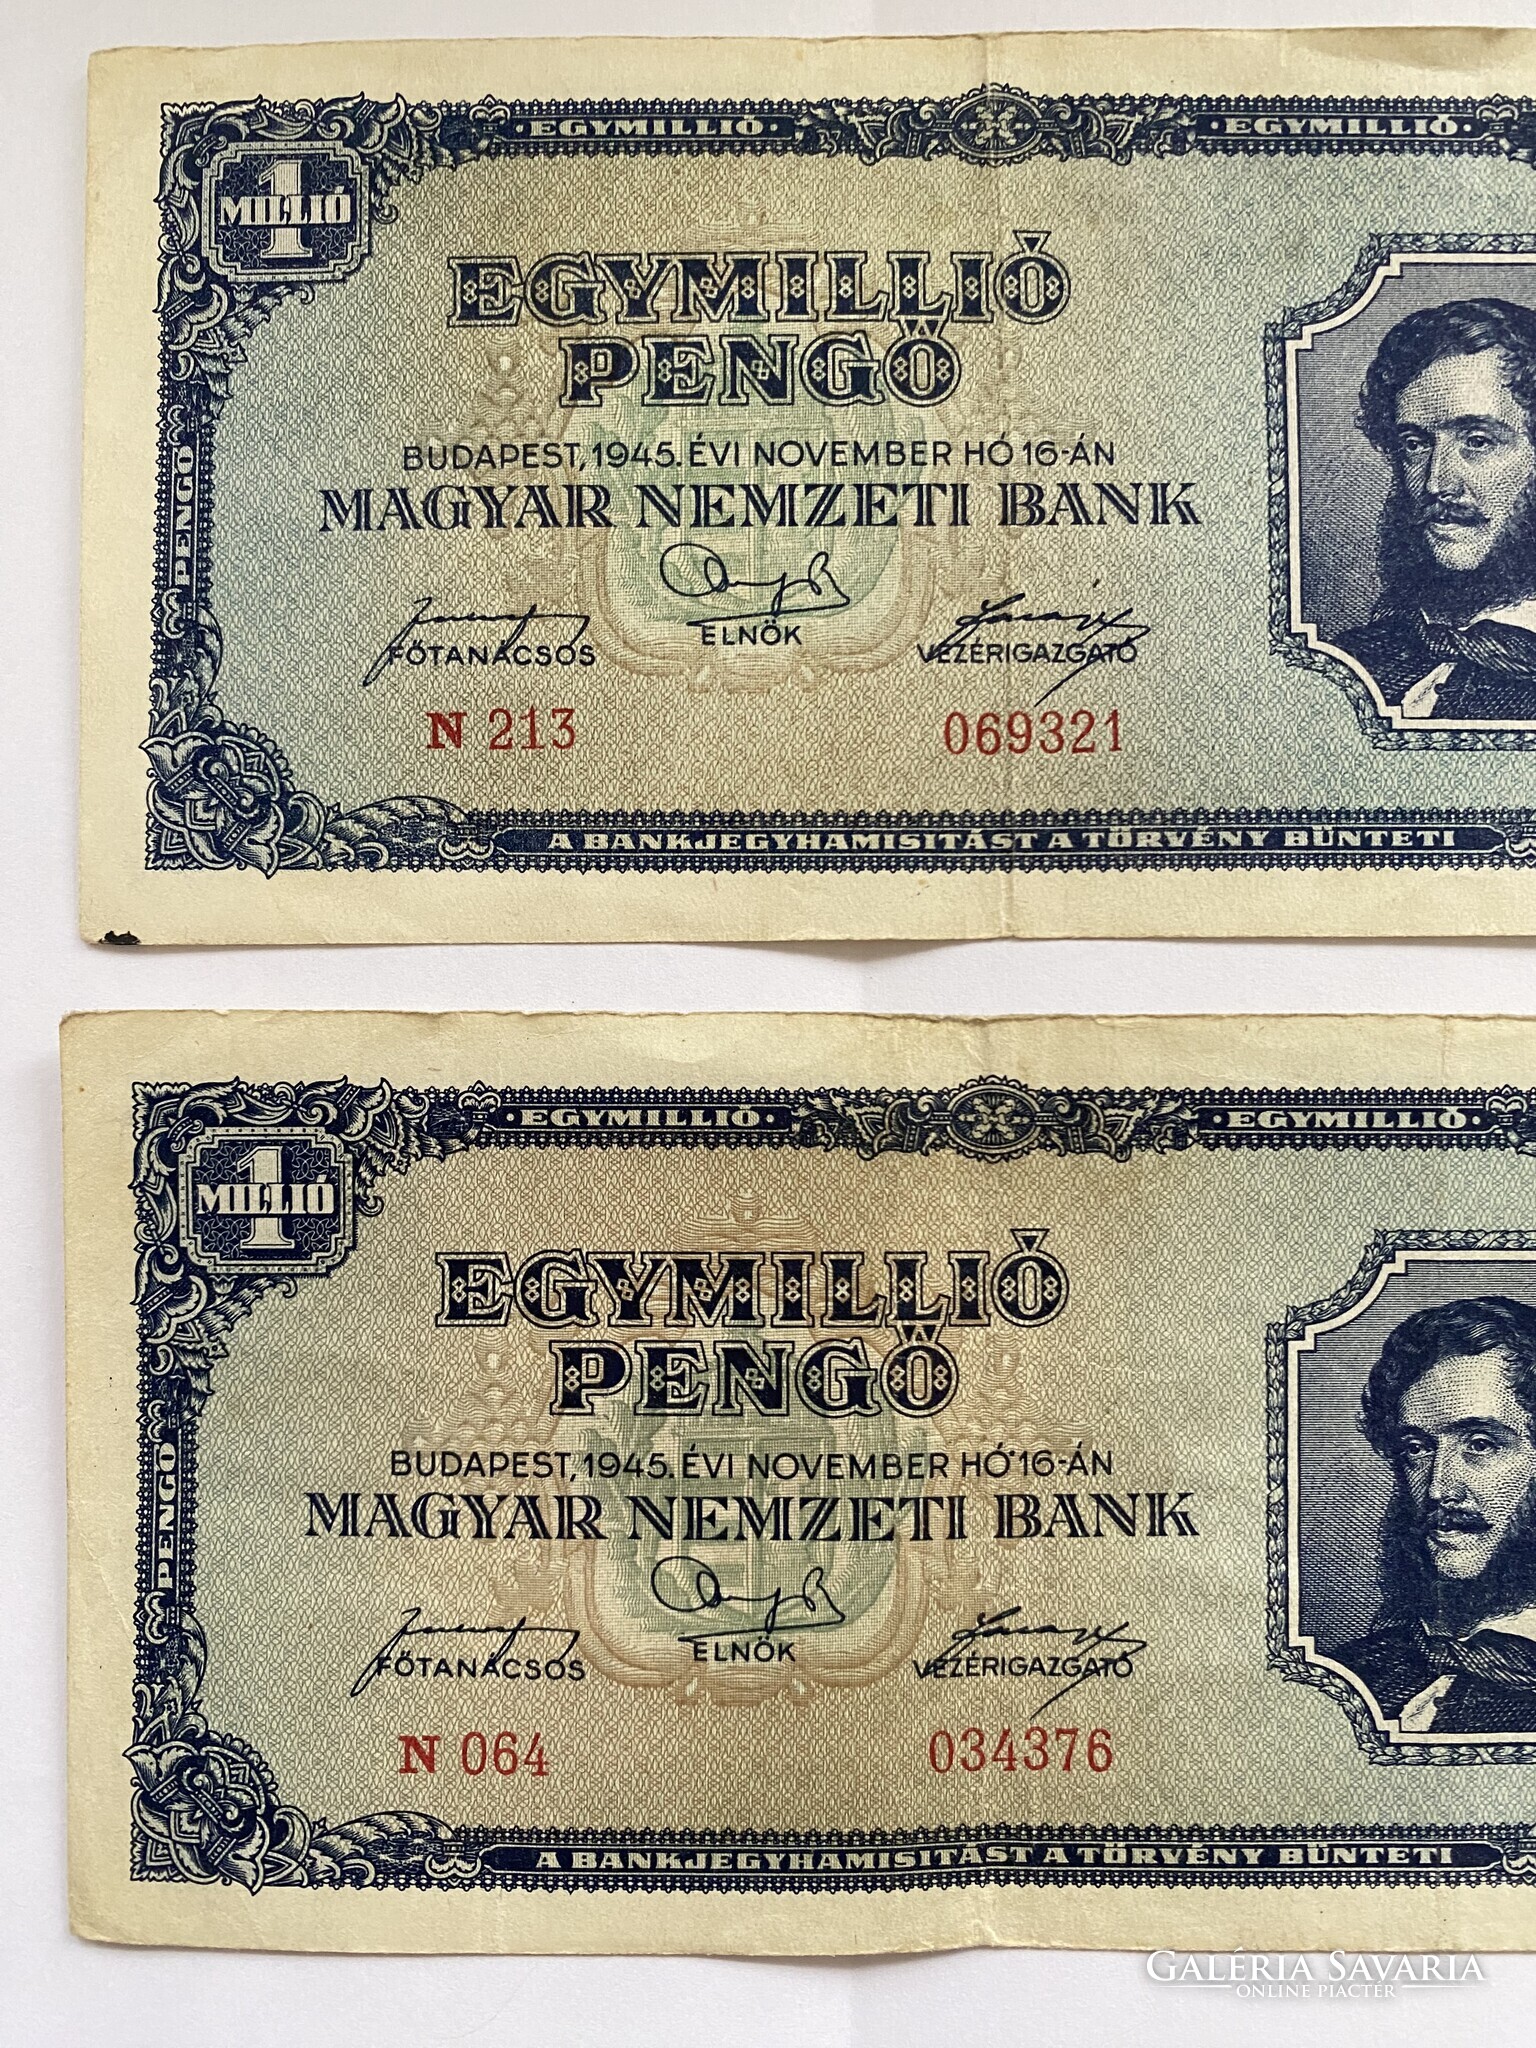 · EGYMILLIÓ · · EGYMILLIÓ ·
1
MILLIÓ
EGYMILLIÓ
PENGŐ
BUDAPEST, 1945. ÉVI NOVEMBER HÓ 16-ÁN
MAGYAR NEMZETI BANK
PENGŐ
ELNÖK
FŐTANÁCSOS VEZÉRIGAZGATÓ
N 213 069321
A BANKJEGYHAMISITÁST A TÖRVÉNY BÜNTETI
· EGYMILLIÓ · · EGYMILLIÓ ·
1
MILLIÓ
EGYMILLIÓ
PENGŐ
BUDAPEST, 1945. ÉVI NOVEMBER HÓ 16-ÁN
MAGYAR NEMZETI BANK
PENGŐ
ELNÖK
FŐTANÁCSOS VEZÉRIGAZGATÓ
N 064 034376
A BANKJEGYHAMISITÁST A TÖRVÉNY BÜNTETI
GALÉRIA SAVARIA
ONLINE PIACTÉR